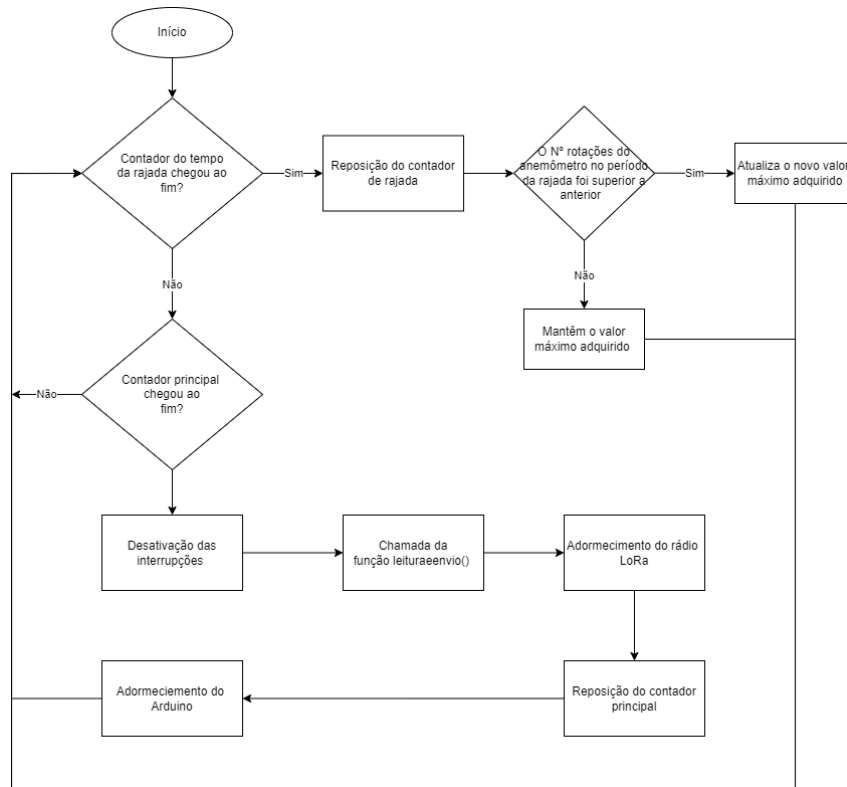 Início
Contador do tempo
da rajada chegou ao
fim?
Sim
Reposição do contador
de rajada
O Nº rotações do
anemômetro no período
da rajada foi superior a
anterior
Sim
Atualiza o novo valor
máximo adquirido
Não
Não
Mantêm o valor
máximo adquirido
Contador principal
chegou ao
fim?
Não
Desativação das
interrupções
Chamada da
função leituraeenvio()
Adormecimento do rádio
LoRa
Adormeciemento do
Arduino
Reposição do contador
principal